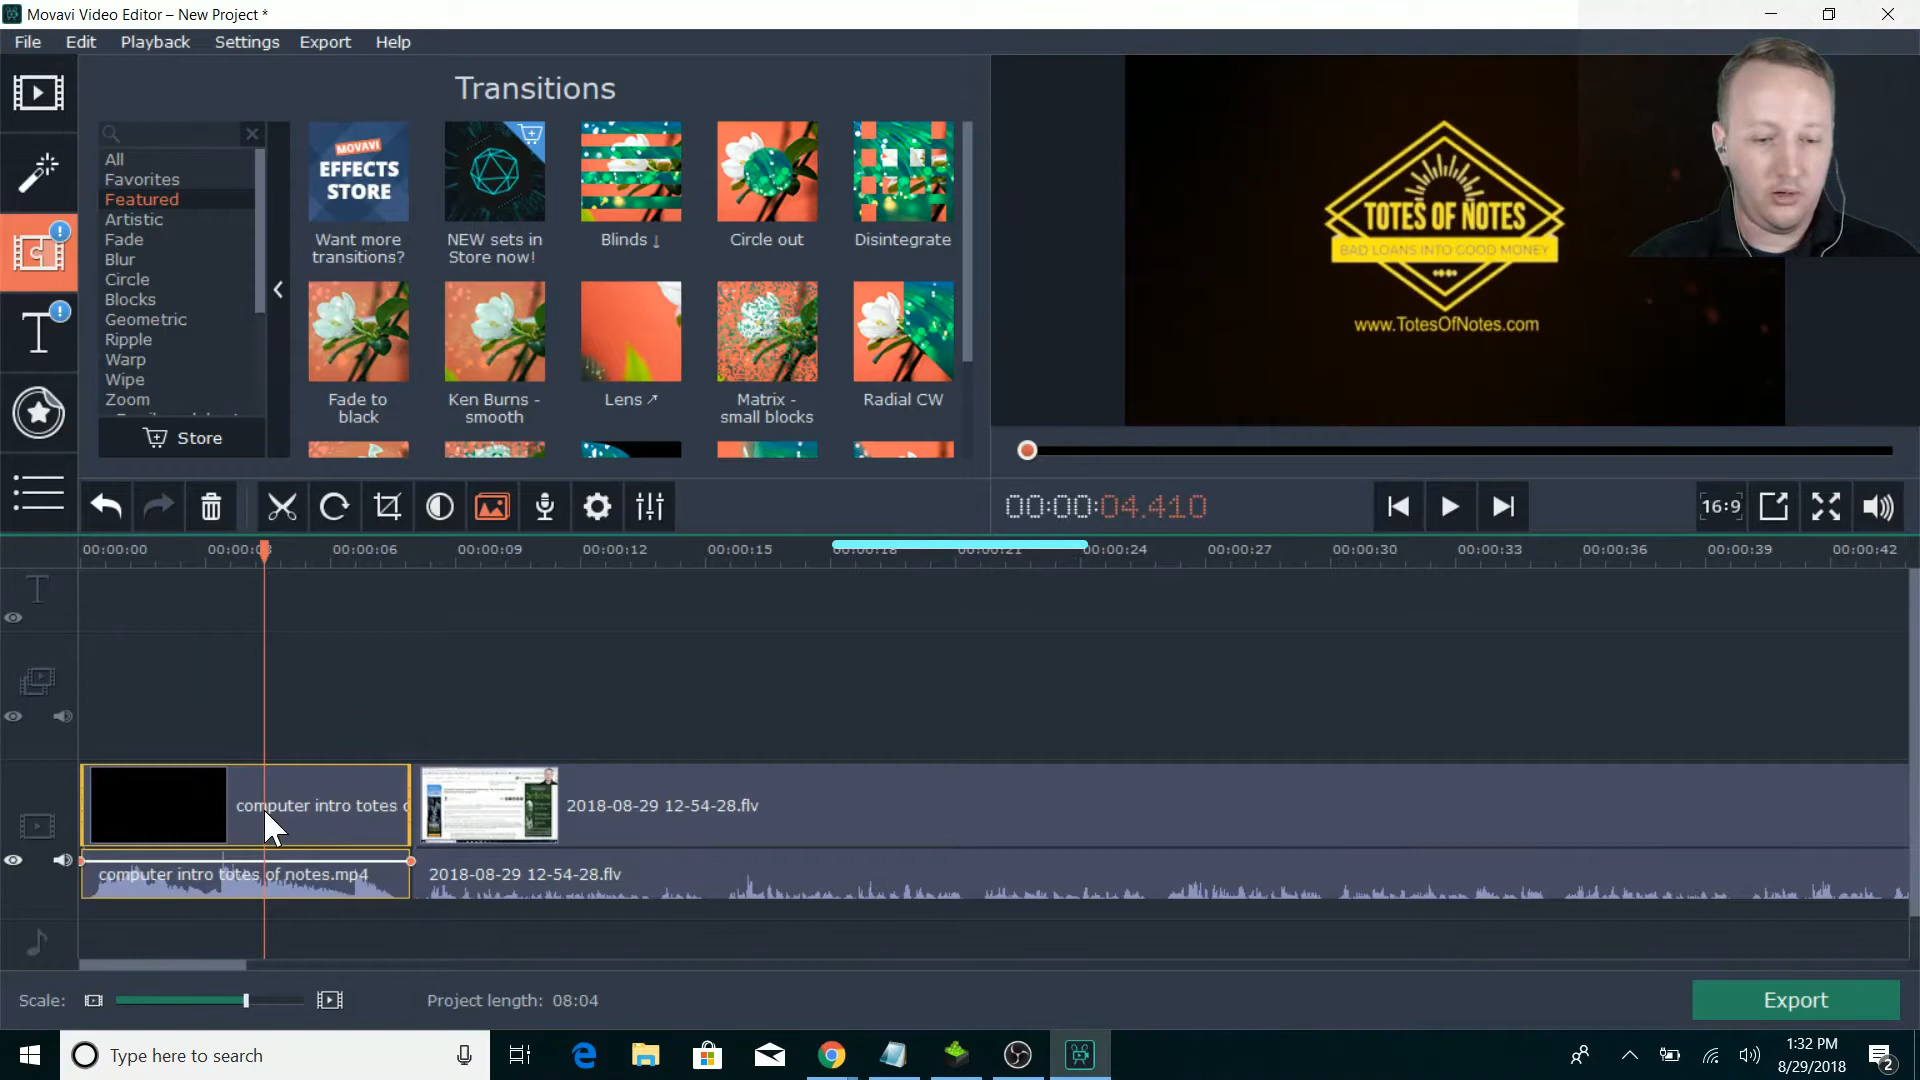 Movavi Video Editor – New Project *
File Edit Playback Settings Export Help
Transitions
All
Favorites
Featured
Artistic
Fade
Blur
Circle
Blocks
Geometric
Ripple
Warp
Wipe
Zoom
Store
MOVAVI
EFFECTS
STORE
Want more
transitions?
NEW sets in
Store now!
Blinds ↓
Circle out
Disintegrate
Fade to
black
Ken Burns -
smooth
Lens ↗
Matrix -
small blocks
Radial CW
TOTES OF NOTES
BAD LOANS INTO GOOD MONEY
www.TotesOfNotes.com
00:00:04.410
16:9
00:00:00 00:00:03 00:00:06 00:00:09 00:00:12 00:00:15 00:00:18 00:00:21 00:00:24 00:00:27 00:00:30 00:00:33 00:00:36 00:00:39 00:00:42
T
computer intro totes o
2018-08-29 12-54-28.flv
computer intro totes of notes.mp4
2018-08-29 12-54-28.flv
Scale:
Project length: 08:04
Export
Type here to search
1:32 PM
8/29/2018
2